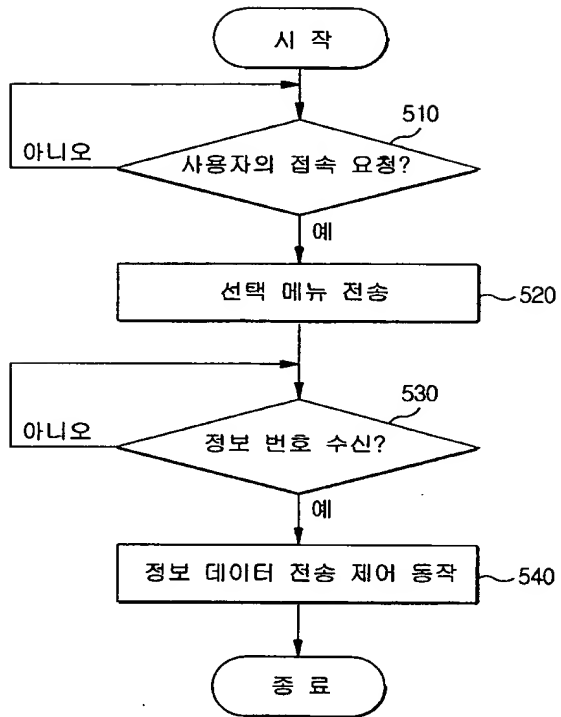 시 작
510
사용자의 접속 요청?
아니오
예
선택 메뉴 전송
520
530
정보 번호 수신?
아니오
예
정보 데이터 전송 제어 동작
540
종 료